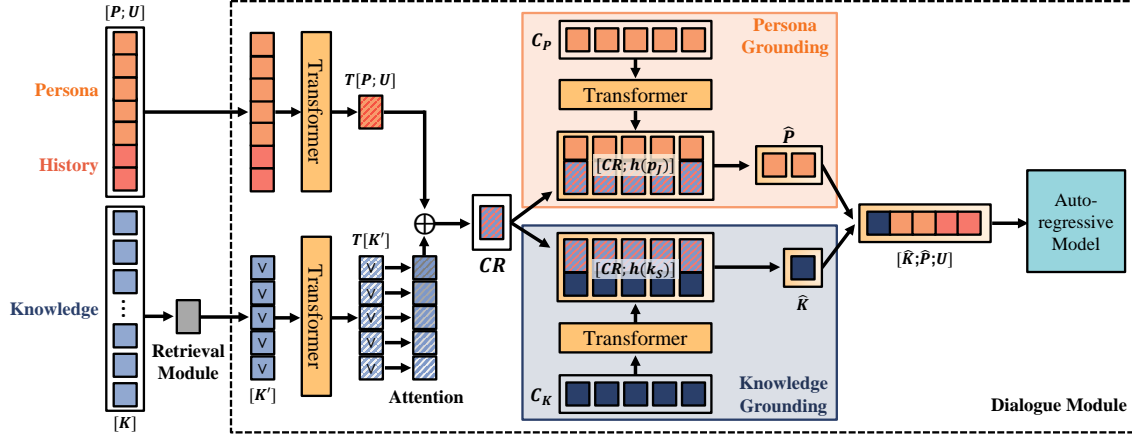 [P; U]
Persona
History
Knowledge
[K]
Retrieval
Module
Transformer
T[P; U]
[K′]
V
V
V
V
V
Transformer
T[K′]
V
V
V
V
V
Attention
CR
C_P
Persona
Grounding
Transformer
[CR; h(p_J)]
P̂
[CR; h(k_S)]
K̂
Transformer
C_K
Knowledge
Grounding
[K̂; P̂; U]
Auto-
regressive
Model
Dialogue Module